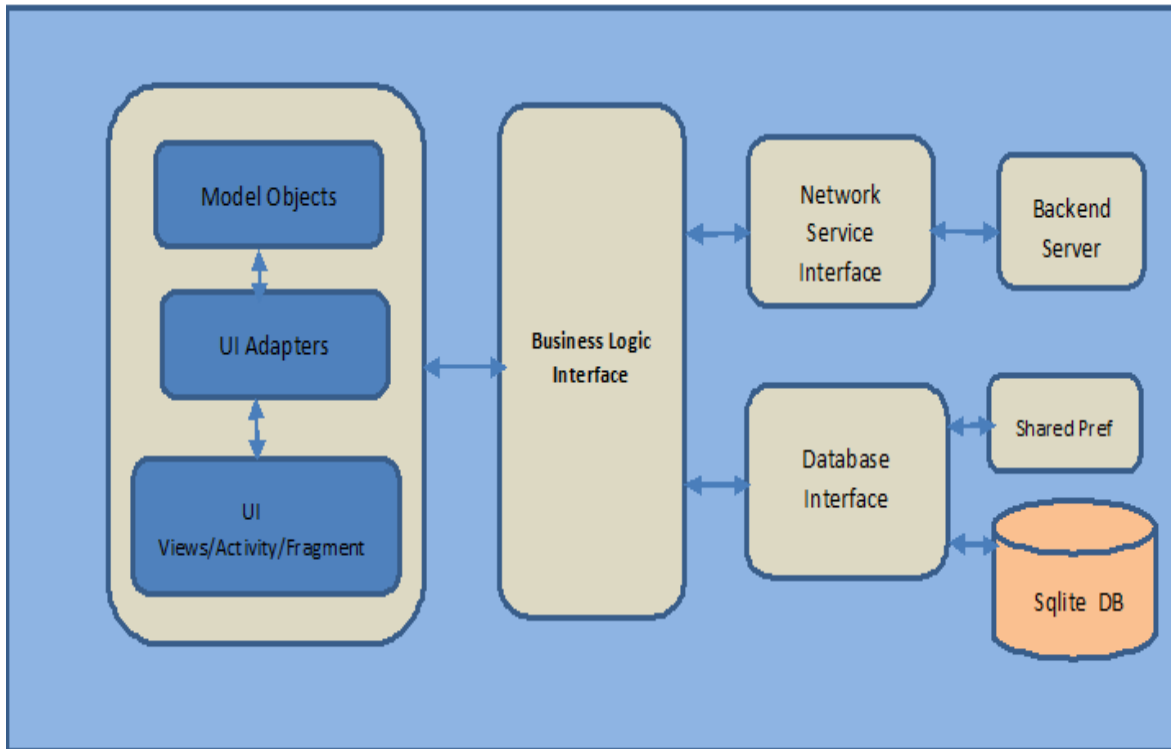 Model Objects
UI Adapters
UI
Views/Activity/Fragment
Business Logic
Interface
Network
Service
Interface
Backend
Server
Database
Interface
Shared Pref
Sqlite DB